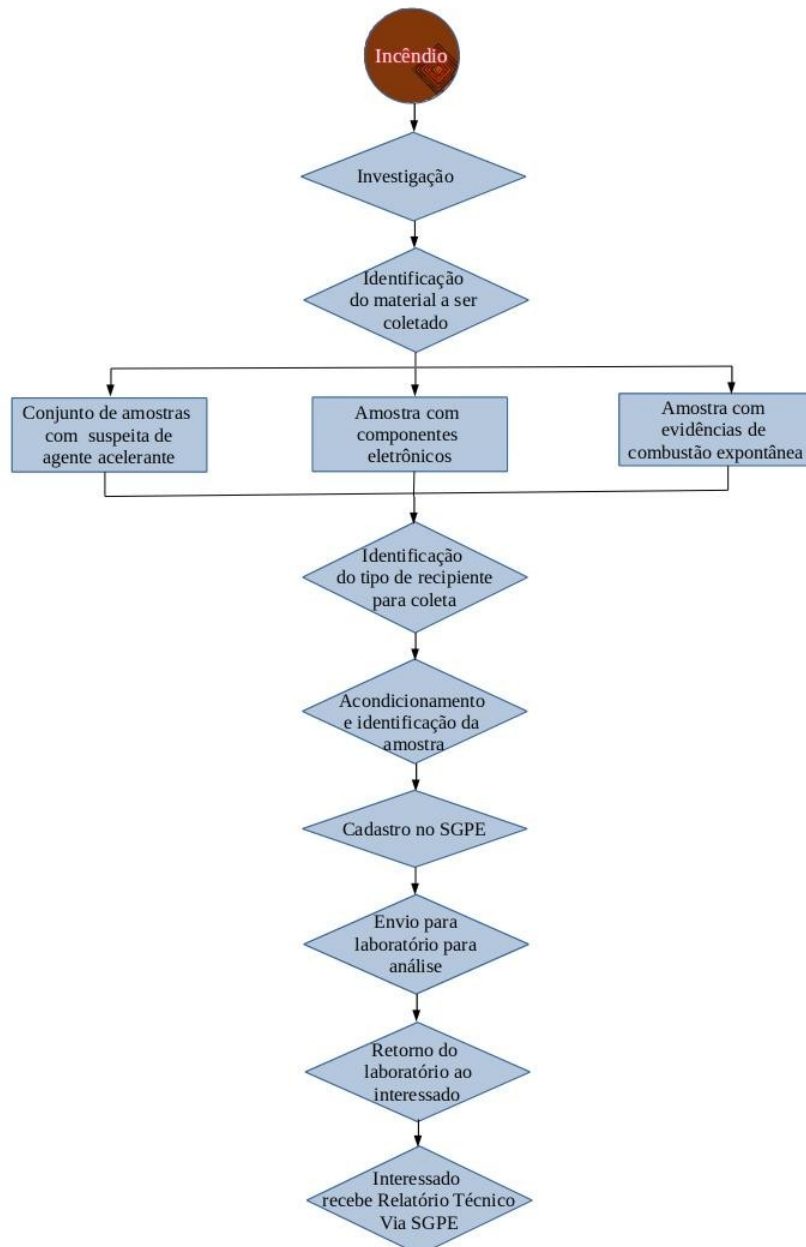 Incêndio
Investigação
Identificação
do material a ser
coletado
Conjunto de amostras
com suspeita de
agente acelerante
Amostra com
componentes
eletrônicos
Amostra com
evidências de
combustão expontânea
Identificação
do tipo de recipiente
para coleta
Acondicionamento
e identificação da
amostra
Cadastro no SGPE
Envio para
laboratório para
análise
Retorno do
laboratório ao
interessado
Interessado
recebe Relatório Técnico
Via SGPE